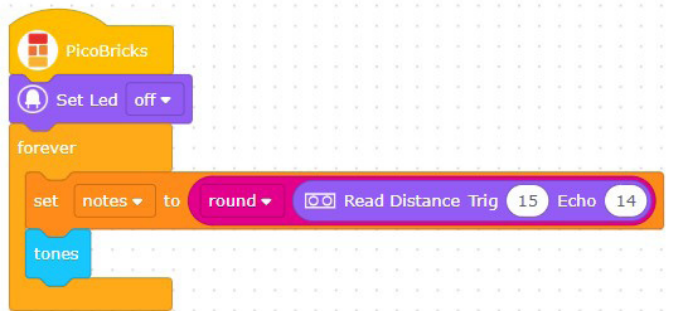 PicoBricks
Set Led off
forever
set notes to round Read Distance Trig 15 Echo 14
tones